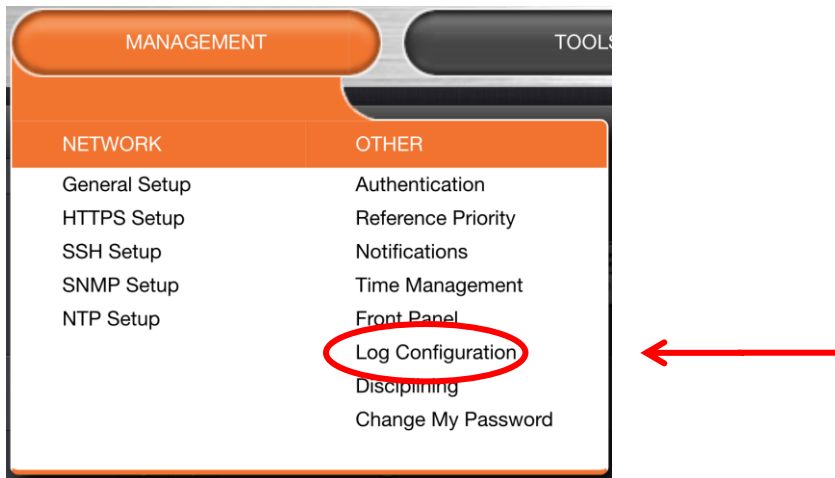 MANAGEMENT
TOOLS
NETWORK
OTHER
General Setup
HTTPS Setup
SSH Setup
SNMP Setup
NTP Setup
Authentication
Reference Priority
Notifications
Time Management
Front Panel
Log Configuration
Disciplining
Change My Password